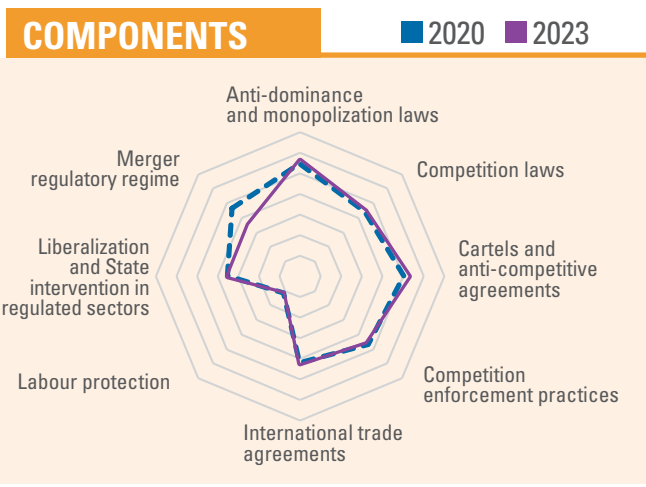 COMPONENTS
2020 2023
Anti-dominance
and monopolization laws
Merger
regulatory regime
Competition laws
Liberalization
and State
intervention in
regulated sectors
Cartels and
anti-competitive
agreements
Labour protection
Competition
enforcement practices
International trade
agreements